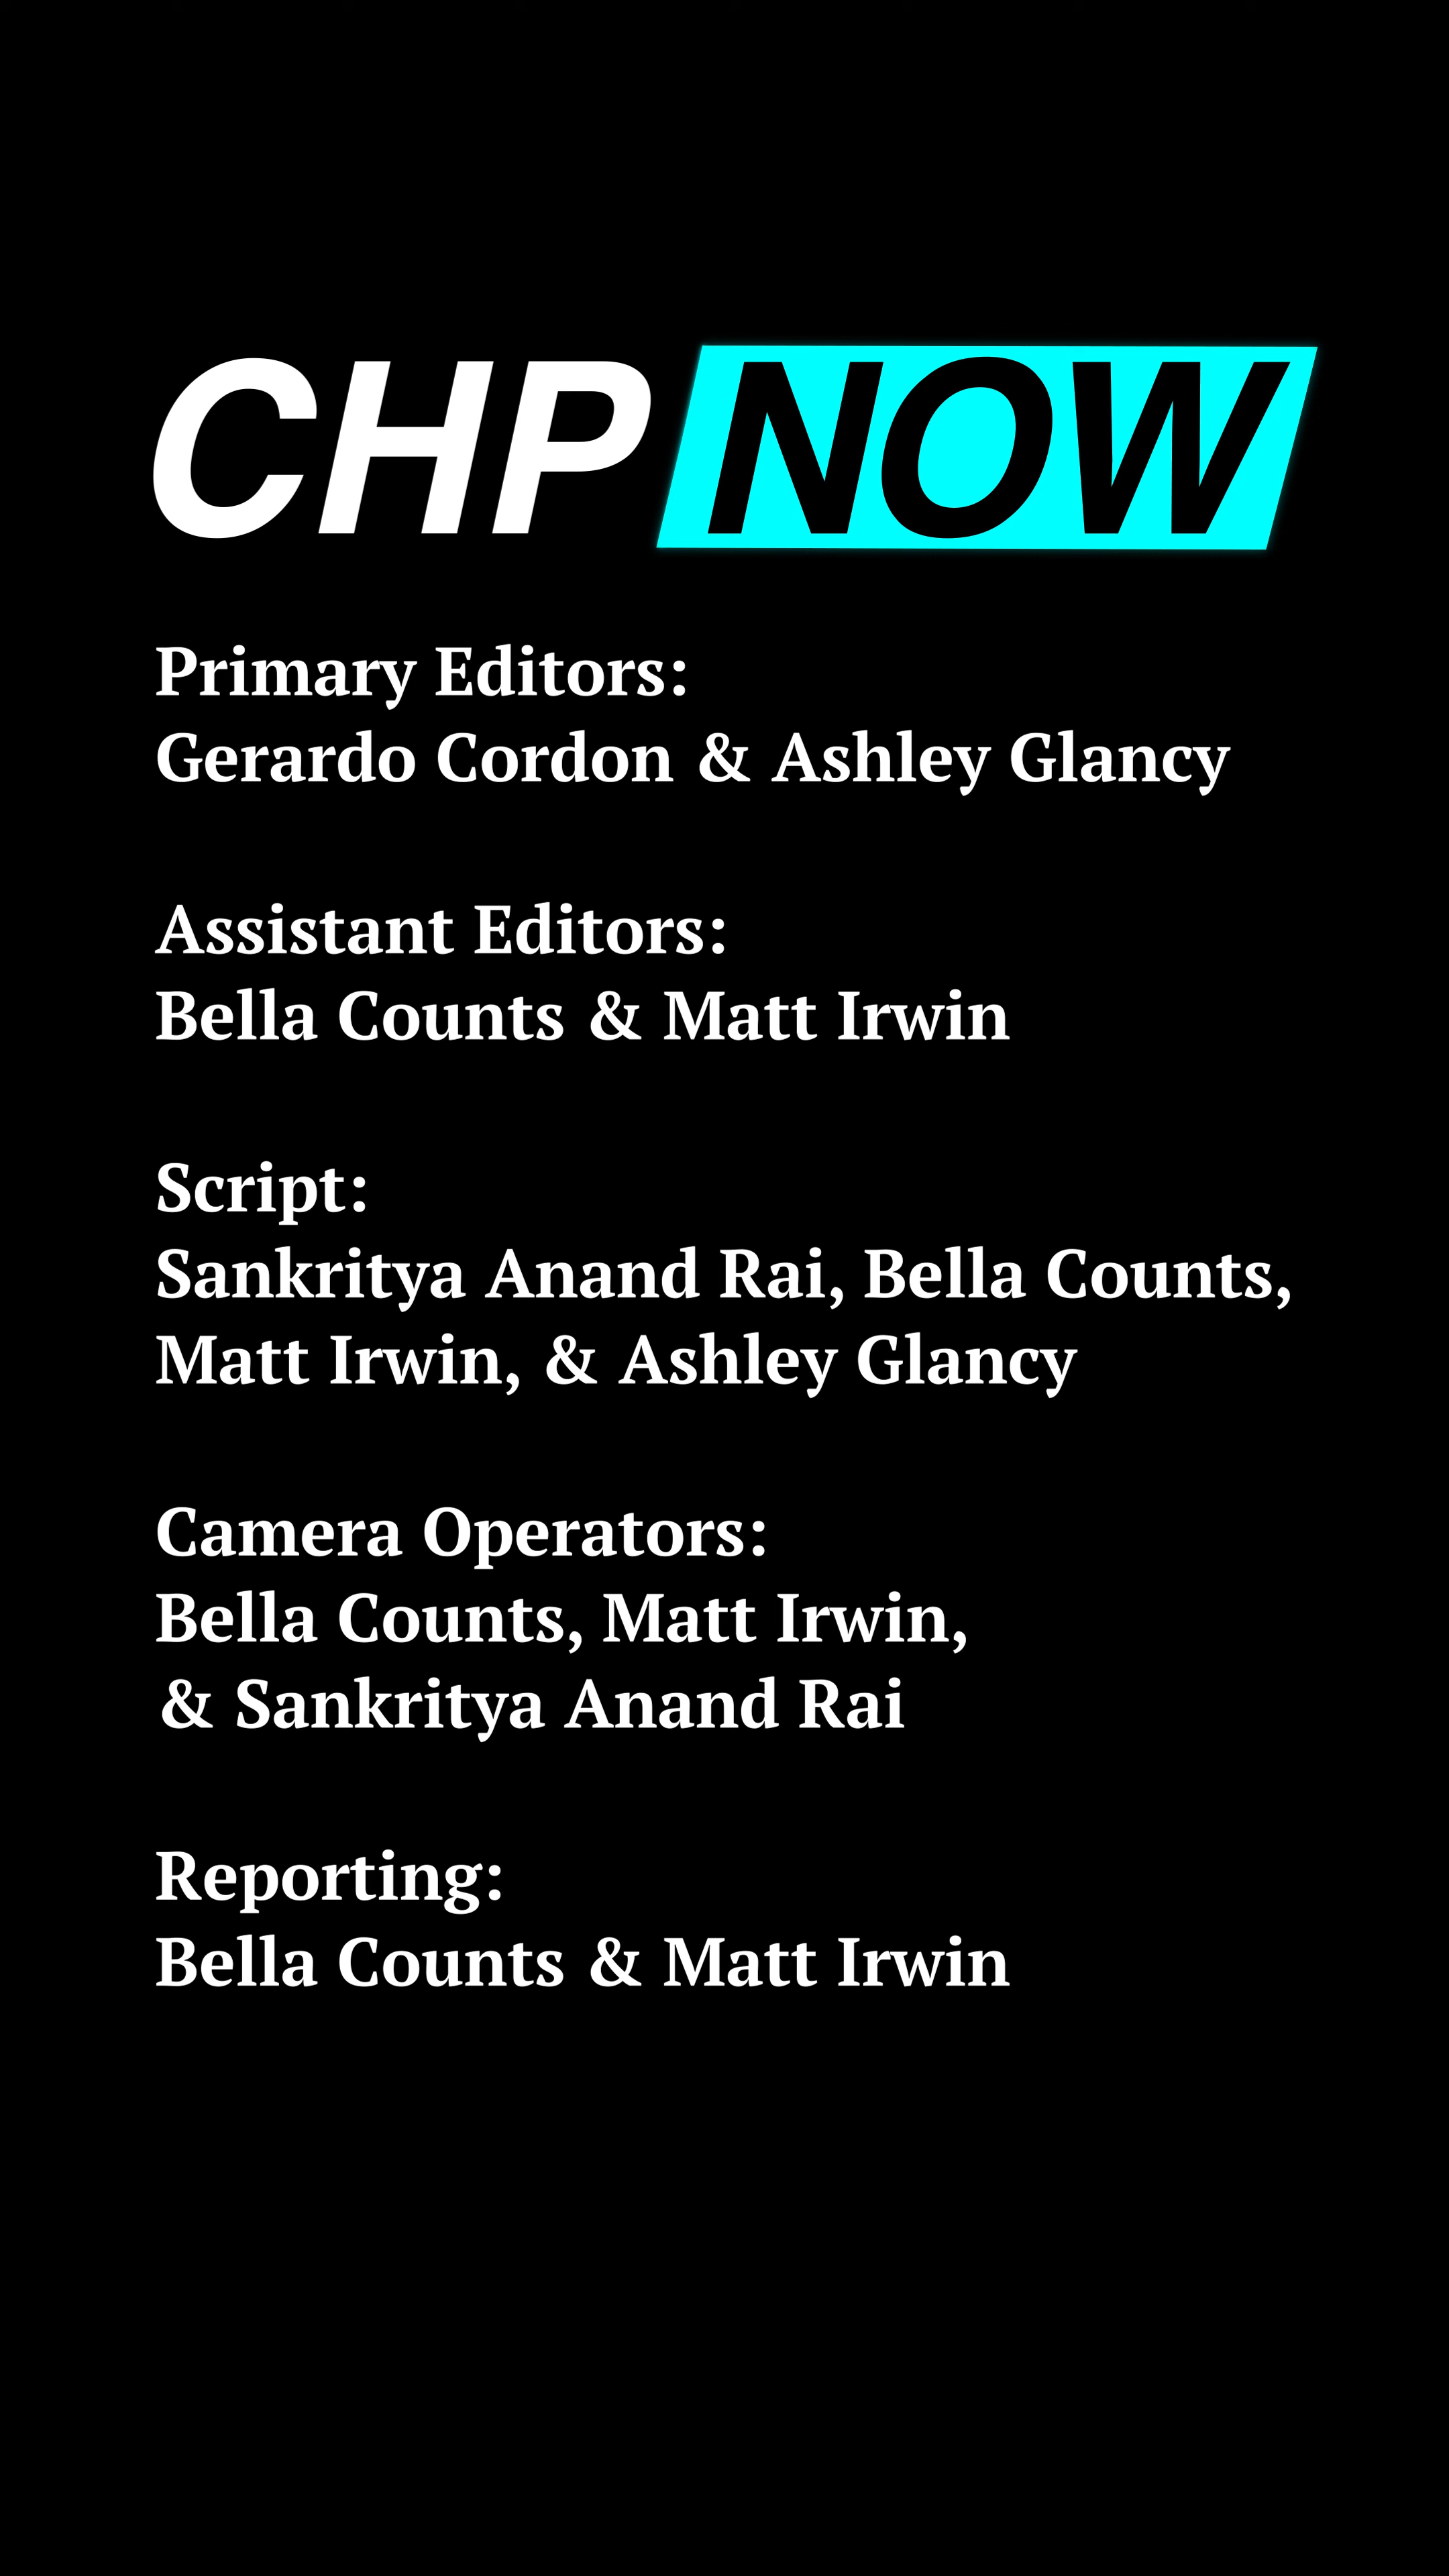 CHP NOW
Primary Editors:
Gerardo Cordon & Ashley Glancy
Assistant Editors:
Bella Counts & Matt Irwin
Script:
Sankritya Anand Rai, Bella Counts,
Matt Irwin, & Ashley Glancy
Camera Operators:
Bella Counts, Matt Irwin,
& Sankritya Anand Rai
Reporting:
Bella Counts & Matt Irwin